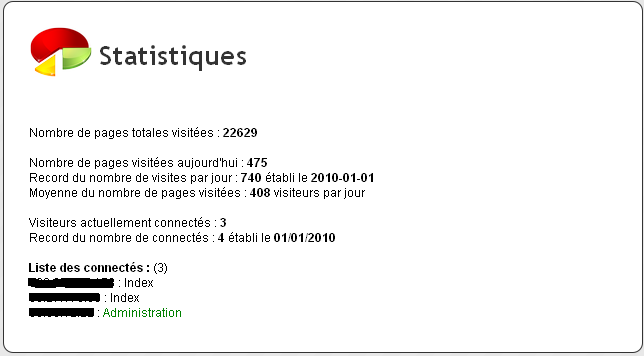 Statistiques
Nombre de pages totales visitées : 22629
Nombre de pages visitées aujourd'hui : 475
Record du nombre de visites par jour : 740 établi le 2010-01-01
Moyenne du nombre de pages visitées : 408 visiteurs par jour
Visiteurs actuellement connectés : 3
Record du nombre de connectés : 4 établi le 01/01/2010
Liste des connectés : (3)
: Index
: Index
: Administration